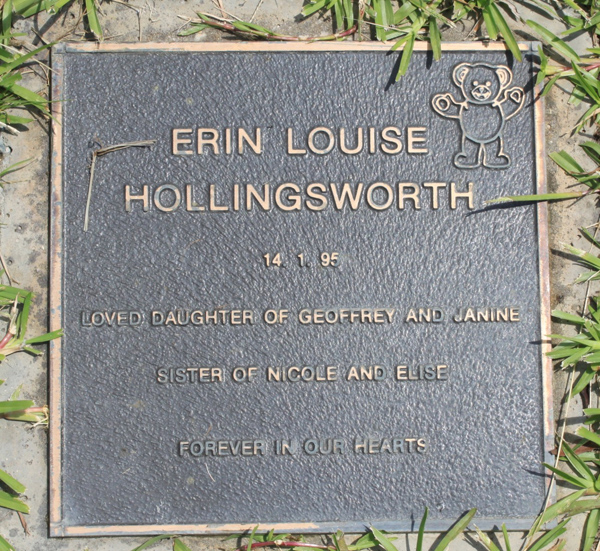 ERIN LOUISE
HOLLINGSWORTH
14. 1. 95
LOVED DAUGHTER OF GEOFFREY AND JANINE
SISTER OF NICOLE AND ELISE
FOREVER IN OUR HEARTS